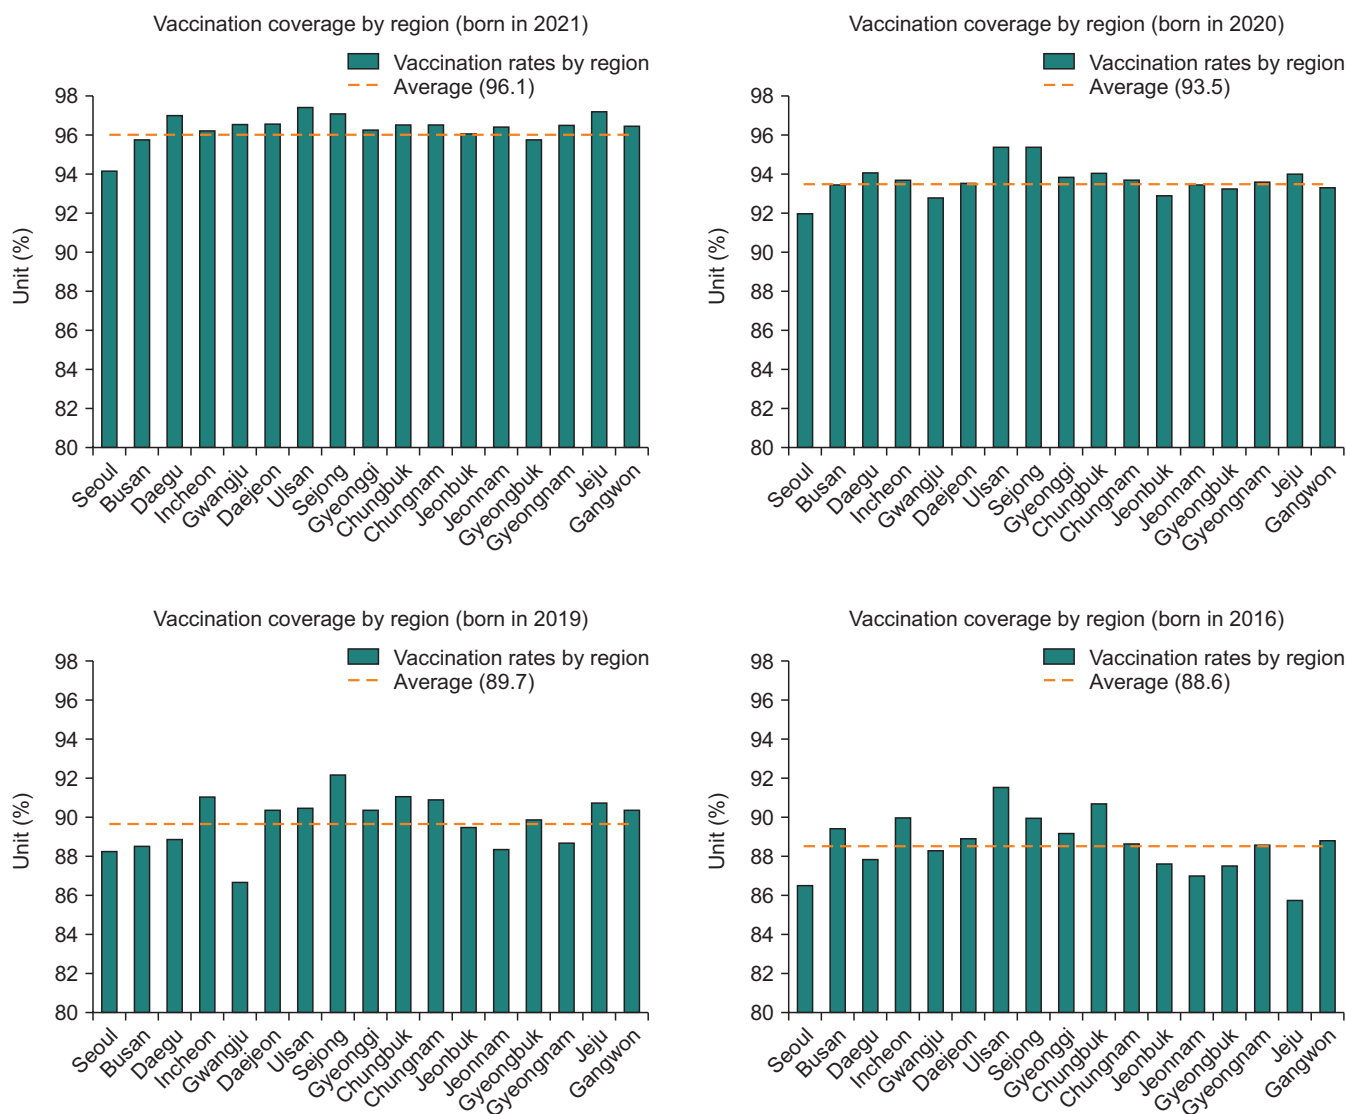 Vaccination coverage by region (born in 2021)
Vaccination rates by region
Average (96.1)
Unit (%)
98
96
94
92
90
88
86
84
82
80
Seoul
Busan
Daegu
Incheon
Gwangju
Daejeon
Ulsan
Sejong
Gyeonggi
Chungbuk
Chungnam
Jeonbuk
Jeonnam
Gyeongbuk
Gyeongnam
Jeju
Gangwon
Vaccination coverage by region (born in 2020)
Vaccination rates by region
Average (93.5)
Unit (%)
98
96
94
92
90
88
86
84
82
80
Seoul
Busan
Daegu
Incheon
Gwangju
Daejeon
Ulsan
Sejong
Gyeonggi
Chungbuk
Chungnam
Jeonbuk
Jeonnam
Gyeongbuk
Gyeongnam
Jeju
Gangwon
Vaccination coverage by region (born in 2019)
Vaccination rates by region
Average (89.7)
Unit (%)
98
96
94
92
90
88
86
84
82
80
Seoul
Busan
Daegu
Incheon
Gwangju
Daejeon
Ulsan
Sejong
Gyeonggi
Chungbuk
Chungnam
Jeonbuk
Jeonnam
Gyeongbuk
Gyeongnam
Jeju
Gangwon
Vaccination coverage by region (born in 2016)
Vaccination rates by region
Average (88.6)
Unit (%)
98
96
94
92
90
88
86
84
82
80
Seoul
Busan
Daegu
Incheon
Gwangju
Daejeon
Ulsan
Sejong
Gyeonggi
Chungbuk
Chungnam
Jeonbuk
Jeonnam
Gyeongbuk
Gyeongnam
Jeju
Gangwon